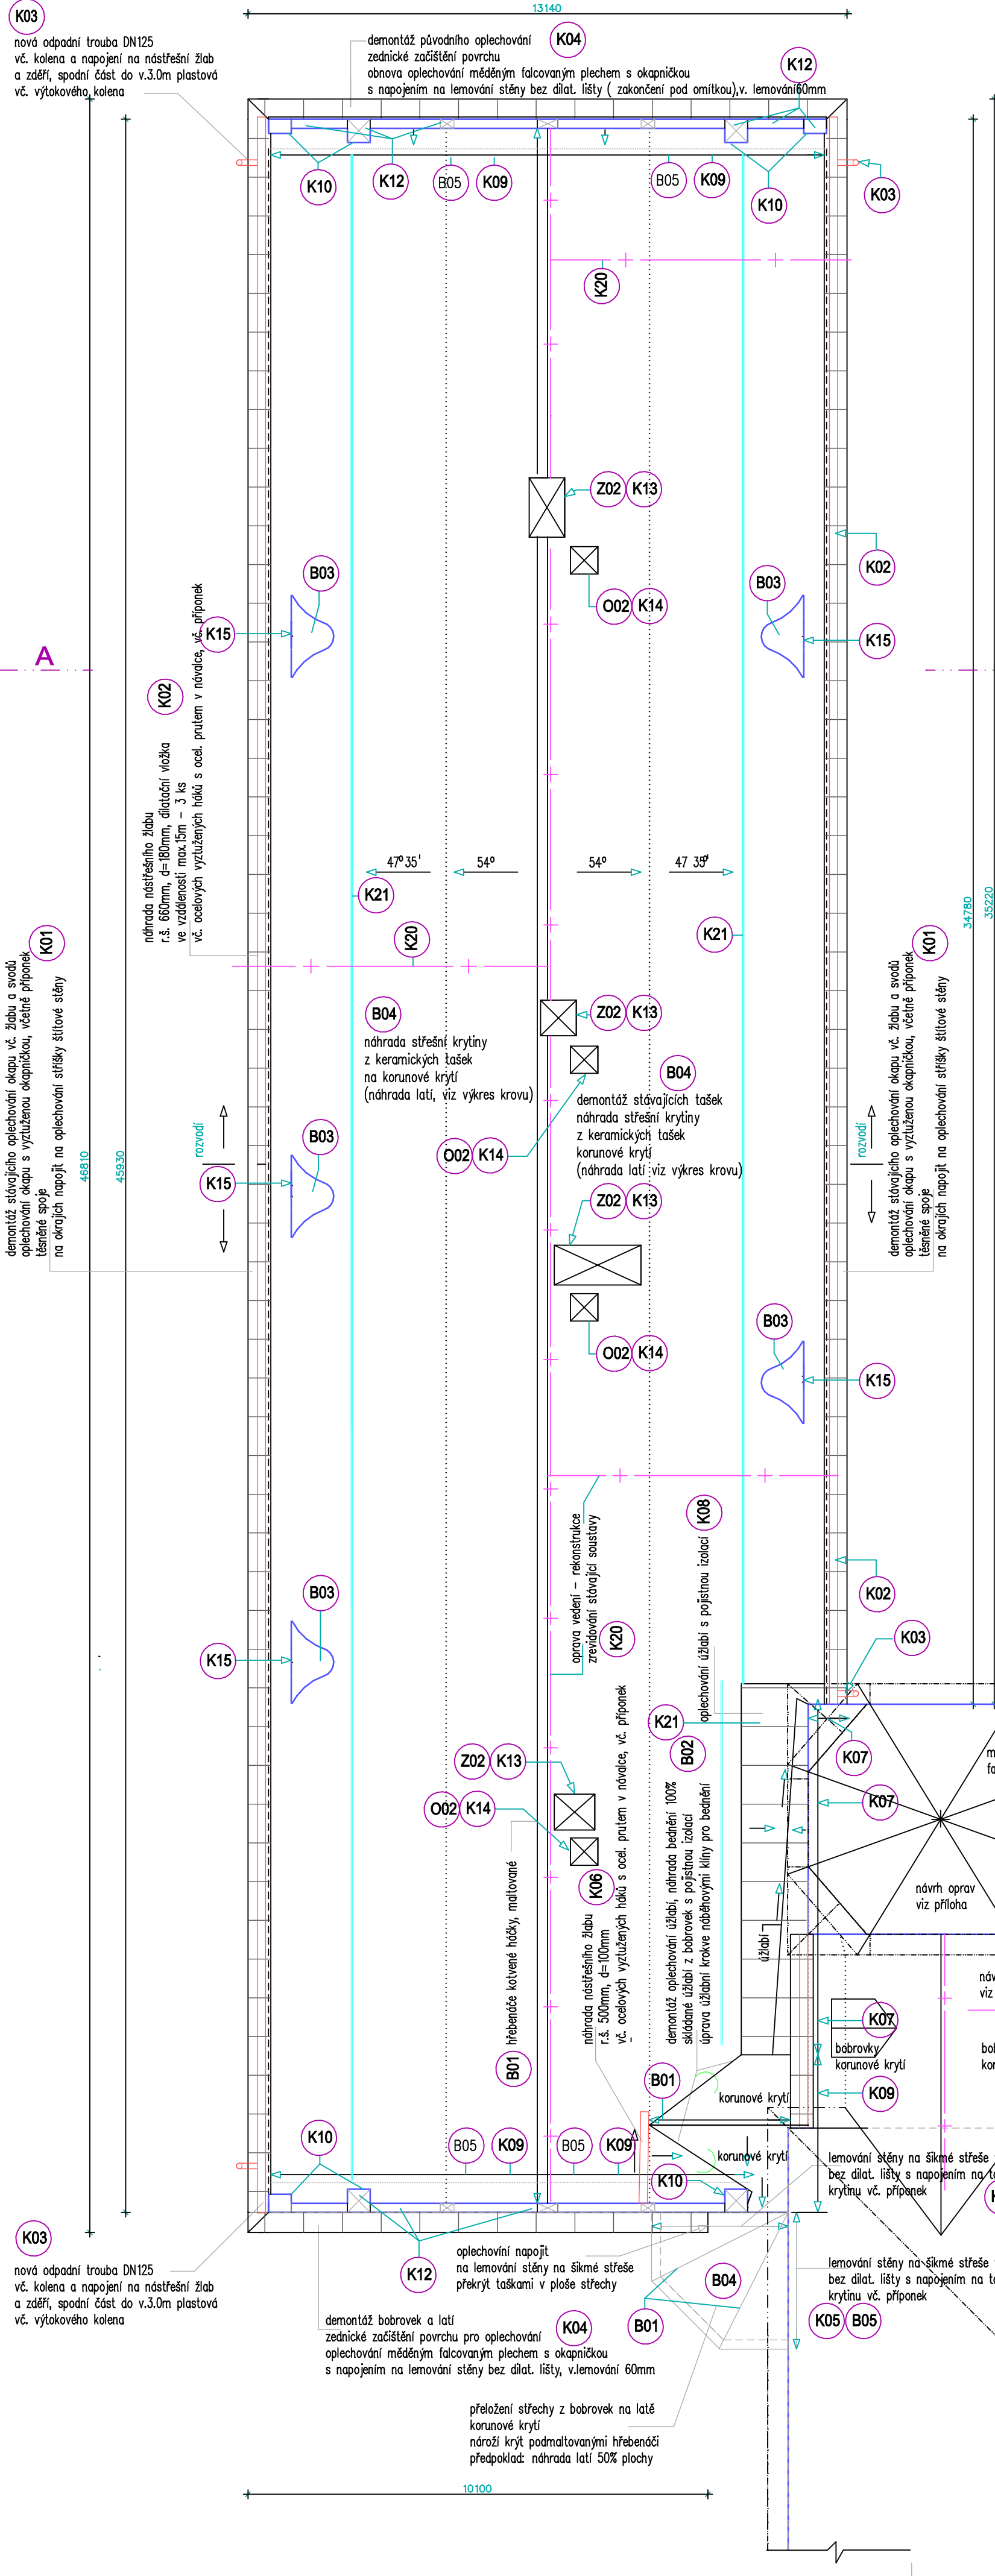 K03
nová odpadní trouba DN125
vč. kolena a napojení na nástřešní žlab
a zděří, spodní část do v.3.0m plastová
vč. výtokového kolena
13140
demontáž původního oplechování
K04
zednické začištění povrchu
obnova oplechování měděným falcovaným plechem s okapničkou
s napojením na lemování stěny bez dilat. lišty ( zakončení pod omítkou),v. lemování60mm
K12
K10
K12
B05
K09
B05
K09
K10
K03
K20
Z02
K13
O02
K14
K02
B03
B03
K15
K15
A
K02
náhrada nástřešního žlabu
r.š. 660mm, d=180mm, dilatační vložka
ve vzdálenosti max.15m – 3 ks
vč. ocelových vyztužených háků s ocel. prutem v návalce, vč. příponek
47°35'
54°
54°
47 35'
K21
K20
K21
34780
35220
K01
demontáž stávajícího oplechování okapu vč. žlabu a svodů
oplechování okapu s vyztuženou okapničkou, včetně příponek
těsněné spoje
na okrajích napojit na oplechování stříšky štítové stěny
46810
45930
rozvodí
B04
náhrada střešní krytiny
z keramických tašek
na korunové krytí
(náhrada latí, viz výkres krovu)
Z02
K13
B04
demontáž stávajících tašek
náhrada střešní krytiny
z keramických tašek
korunové krytí
(náhrada latí viz výkres krovu)
O02
K14
K01
demontáž stávajícího oplechování okapu vč. žlabu a svodů
oplechování okapu s vyztuženou okapničkou, včetně příponek
těsněné spoje
na okrajích napojit na oplechování stříšky štítové stěny
rozvodí
B03
K15
Z02
K13
O02
K14
B03
K15
K08
oplechování úžlabí s pojistnou izolací
oprava vedení – rekonstrukce
zrevidování stávající soustavy
K20
B03
K15
K02
K03
K21
B02
demontáž oplechování úžlabí, náhrada bednění 100%
skládané úžlabí z bobrovek s pojistnou izolací
úprava úžlabní krokve náběhovými klíny pro bednění
K07
K07
Z02
K13
O02
K14
K06
náhrada nástřešního žlabu
r.š. 500mm, d=100mm
vč. ocelových vyztužených háků s ocel. prutem v návalce, vč. příponek
B01
hřebenáče kotvené háčky, maltované
návrh oprav
viz příloha
úžlabí
viz
K07
bobrovky
korunové krytí
K09
B01
korunové krytí
korunové krytí
K10
K10
B05
K09
B05
K09
lemování stěny na šikmé střeše
bez dilat. lišty s napojením na
krytinu vč. příponek
K03
nová odpadní trouba DN125
vč. kolena a napojení na nástřešní žlab
a zděří, spodní část do v.3.0m plastová
vč. výtokového kolena
K12
oplechovíní napojit
na lemování stěny na šikmé střeše
překrýt taškami v ploše střechy
B04
lemování stěny na šikmé střeše
bez dilat. lišty s napojením na
krytinu vč. příponek
K05
B05
K04
B01
demontáž bobrovek a latí
zednické začištění povrchu pro oplechování
oplechování měděným falcovaným plechem s okapničkou
s napojením na lemování stěny bez dilat. lišty, v.lemování 60mm
přeložení střechy z bobrovek na latě
korunové krytí
nároží krýt podmaltovanými hřebenáči
předpoklad: náhrada latí 50% plochy
10100